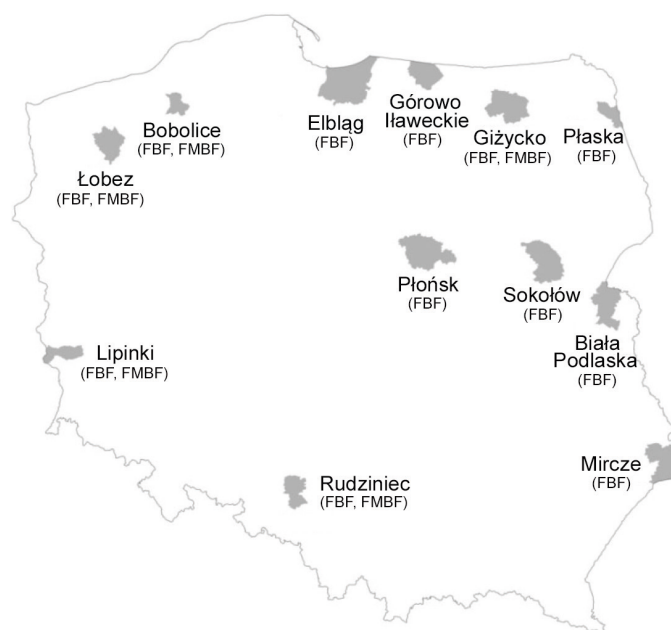 Bobolice
(FBF, FMBF)
Łobez
(FBF, FMBF)
Elbląg
(FBF)
Górowo
Iławeckie
(FBF)
Giżycko
(FBF, FMBF)
Płaska
(FBF)
Płońsk
(FBF)
Sokołów
(FBF)
Biała
Podlaska
(FBF)
Lipinki
(FBF, FMBF)
Mircze
(FBF)
Rudziniec
(FBF, FMBF)